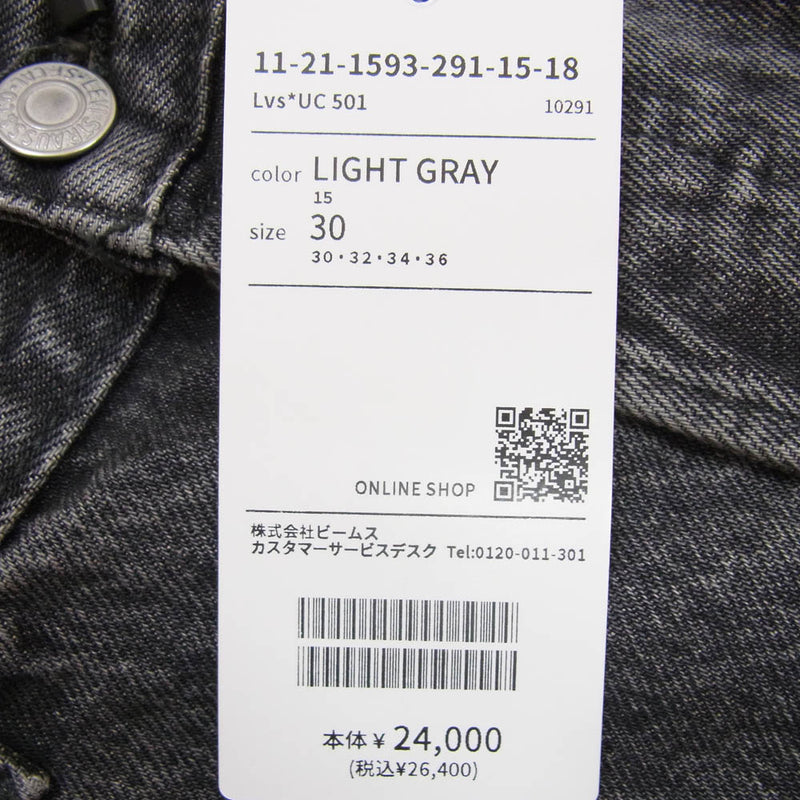 11-21-1593-291-15-18
Lvs*UC 501 10291
color LIGHT GRAY
15
size 30
30・32・34・36
ONLINE SHOP
株式会社ビームス
カスタマーサービスデスク Tel:0120-011-301
本体¥24,000
(税込¥26,400)
LEVI STRAUSS